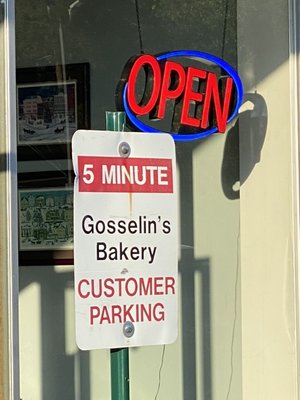 OPEN
5 MINUTE
Gosselin's
Bakery
CUSTOMER
PARKING